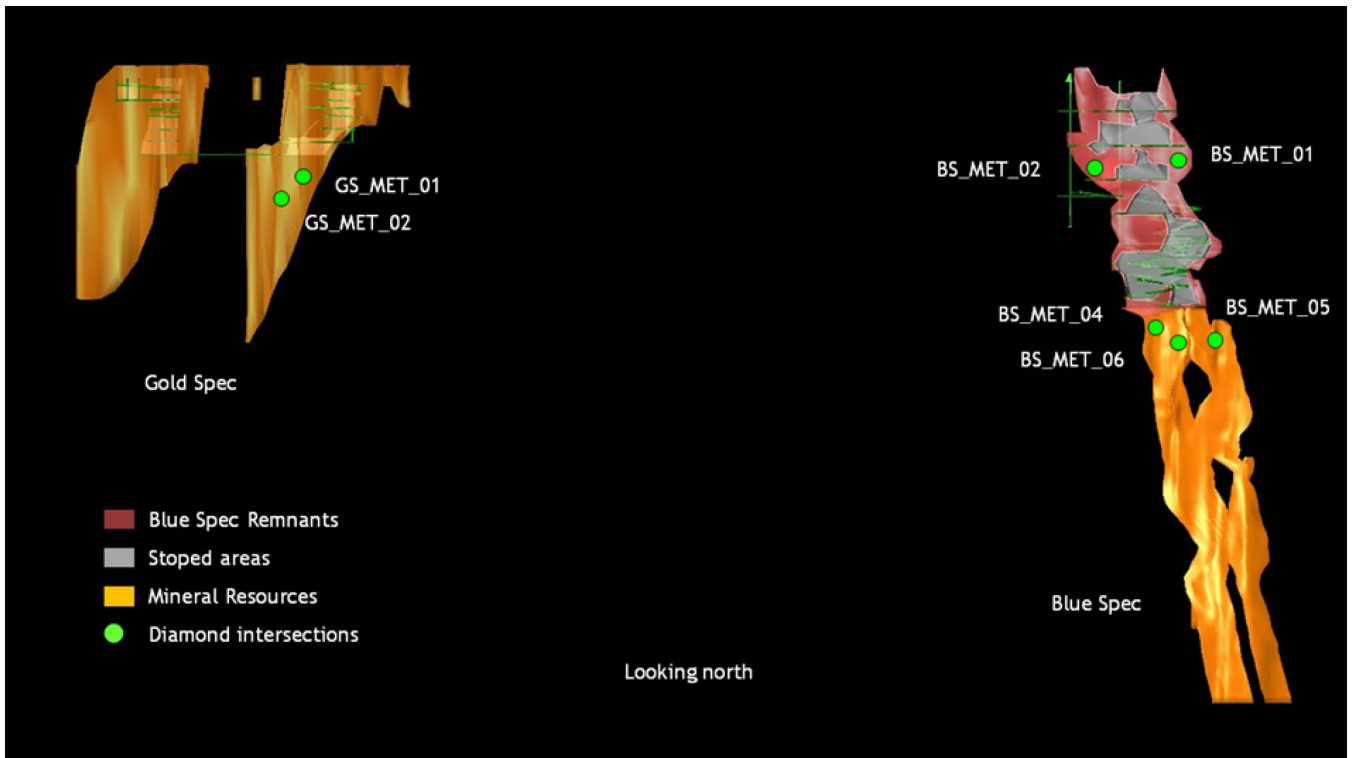 BS_MET_02
BS_MET_01
GS_MET_01
GS_MET_02
BS_MET_04
BS_MET_05
BS_MET_06
Gold Spec
Blue Spec Remnants
Stoped areas
Mineral Resources
Diamond intersections
Blue Spec
Looking north